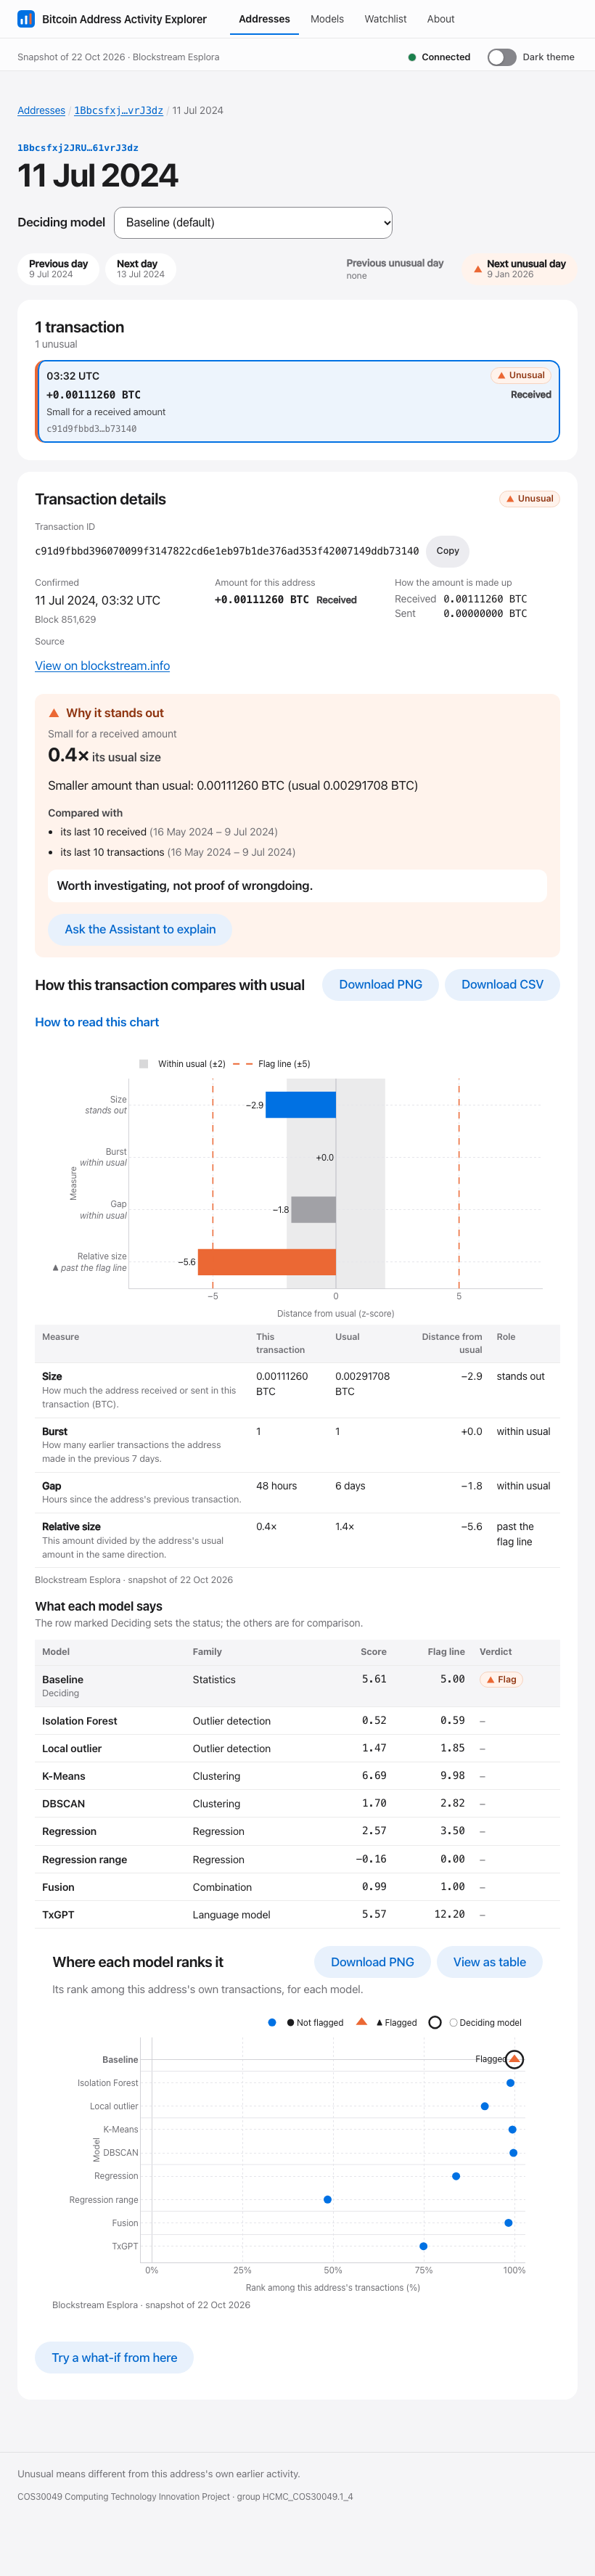 Bitcoin Address Activity Explorer
Addresses Models Watchlist About
Snapshot of 22 Oct 2026 · Blockstream Esplora
Connected Dark theme
Addresses / 1Bbcsfxj…vrJ3dz / 11 Jul 2024
1Bbcsfxj2JRU…61vrJ3dz
11 Jul 2024
Deciding model Baseline (default)
Previous day
9 Jul 2024
Next day
13 Jul 2024
Previous unusual day
none
Next unusual day
9 Jan 2026
1 transaction
1 unusual
03:32 UTC Unusual
+0.00111260 BTC Received
Small for a received amount
c91d9fbbd3…b73140
Transaction details Unusual
Transaction ID
c91d9fbbd396070099f3147822cd6e1eb97b1de376ad353f42007149ddb73140 Copy
Confirmed
11 Jul 2024, 03:32 UTC
Block 851,629
Amount for this address
+0.00111260 BTC Received
How the amount is made up
Received 0.00111260 BTC
Sent 0.00000000 BTC
Source
View on blockstream.info
Why it stands out
Small for a received amount
0.4× its usual size
Smaller amount than usual: 0.00111260 BTC (usual 0.00291708 BTC)
Compared with
• its last 10 received (16 May 2024 – 9 Jul 2024)
• its last 10 transactions (16 May 2024 – 9 Jul 2024)
Worth investigating, not proof of wrongdoing.
Ask the Assistant to explain
How this transaction compares with usual Download PNG Download CSV
How to read this chart
Within usual (±2) Flag line (±5)
Size
stands out
−2.9
Burst
within usual
+0.0
Measure
Gap
within usual
−1.8
Relative size
▲ past the flag line
−5.6
−5 0 5
Distance from usual (z-score)
Measure This transaction Usual Distance from usual Role
Size 0.00111260 BTC 0.00291708 BTC −2.9 stands out
How much the address received or sent in this
transaction (BTC).
Burst 1 1 +0.0 within usual
How many earlier transactions the address
made in the previous 7 days.
Gap 48 hours 6 days −1.8 within usual
Hours since the address's previous transaction.
Relative size 0.4× 1.4× −5.6 past the flag line
This amount divided by the address's usual
amount in the same direction.
Blockstream Esplora · snapshot of 22 Oct 2026
What each model says
The row marked Deciding sets the status; the others are for comparison.
Model Family Score Flag line Verdict
Baseline Statistics 5.61 5.00 Flag
Deciding
Isolation Forest Outlier detection 0.52 0.59 –
Local outlier Outlier detection 1.47 1.85 –
K-Means Clustering 6.69 9.98 –
DBSCAN Clustering 1.70 2.82 –
Regression Regression 2.57 3.50 –
Regression range Regression −0.16 0.00 –
Fusion Combination 0.99 1.00 –
TxGPT Language model 5.57 12.20 –
Where each model ranks it Download PNG View as table
Its rank among this address's own transactions, for each model.
Not flagged ▲ Flagged Deciding model
Baseline Flagged
Isolation Forest
Local outlier
K-Means
Model
DBSCAN
Regression
Regression range
Fusion
TxGPT
0% 25% 50% 75% 100%
Rank among this address's transactions (%)
Blockstream Esplora · snapshot of 22 Oct 2026
Try a what-if from here
Unusual means different from this address's own earlier activity.
COS30049 Computing Technology Innovation Project · group HCMC_COS30049.1_4